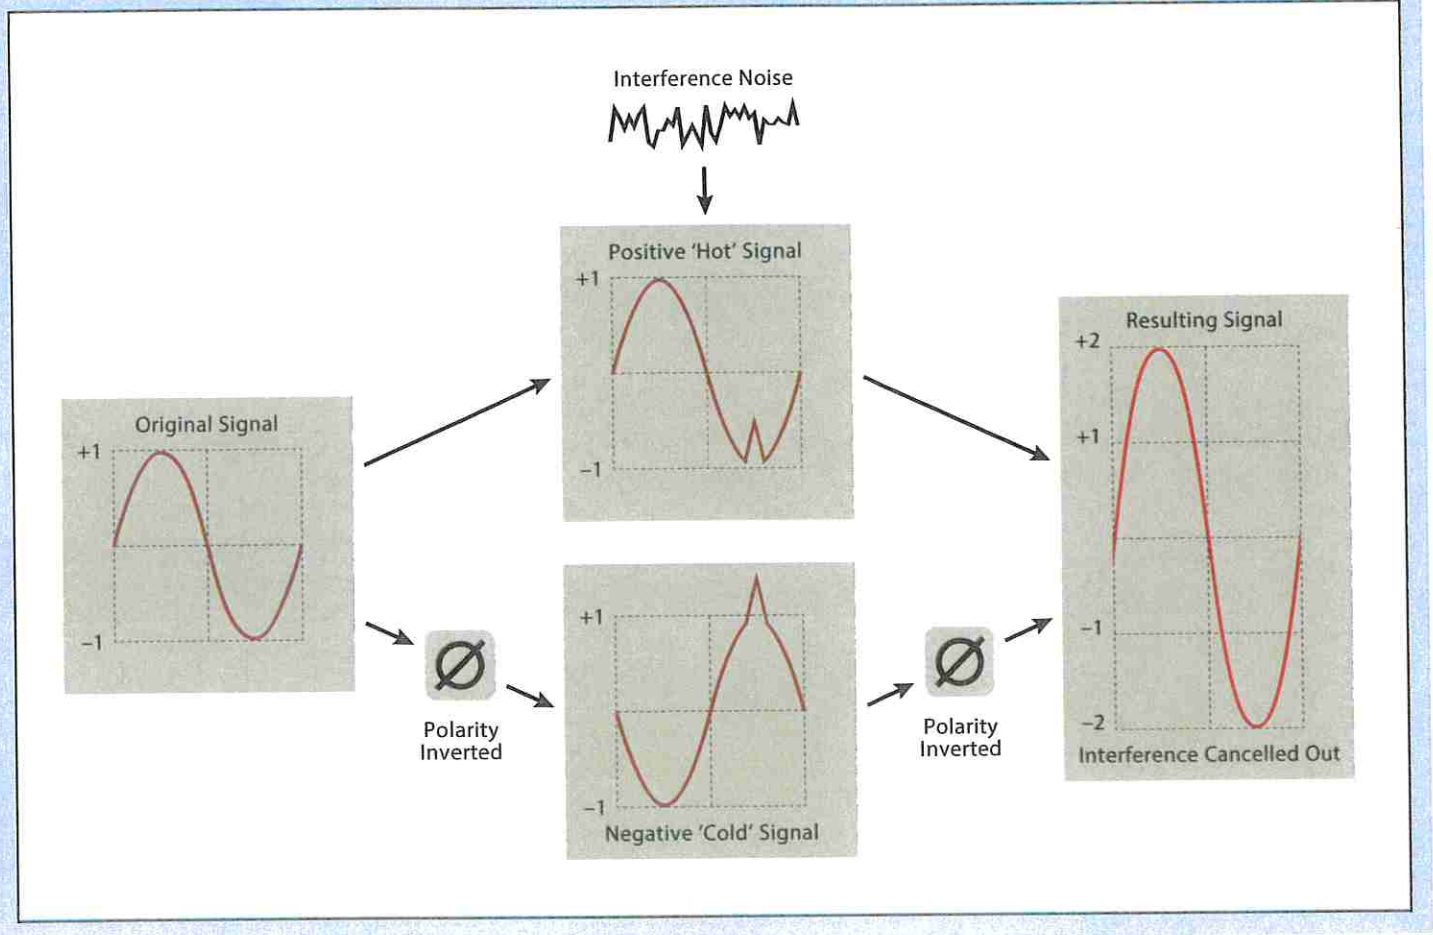 Interference Noise
Positive ‘Hot’ Signal
+1
−1
Original Signal
+1
−1
Polarity
Inverted
+1
−1
Negative ‘Cold’ Signal
Polarity
Inverted
Resulting Signal
+2
+1
−1
−2
Interference Cancelled Out